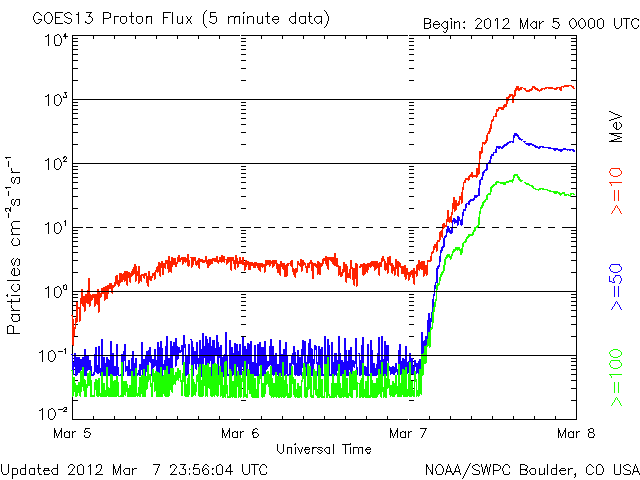 GOES13 Proton Flux (5 minute data)
Begin: 2012 Mar 5 0000 UTC
10⁴
10³
10²
10¹
10⁰
10⁻¹
10⁻²
Particles cm⁻²s⁻¹sr⁻¹
MeV
>=10
>=50
>=100
Mar 5
Mar 6
Mar 7
Mar 8
Universal Time
Updated 2012 Mar 7 23:56:04 UTC
NOAA/SWPC Boulder, CO USA